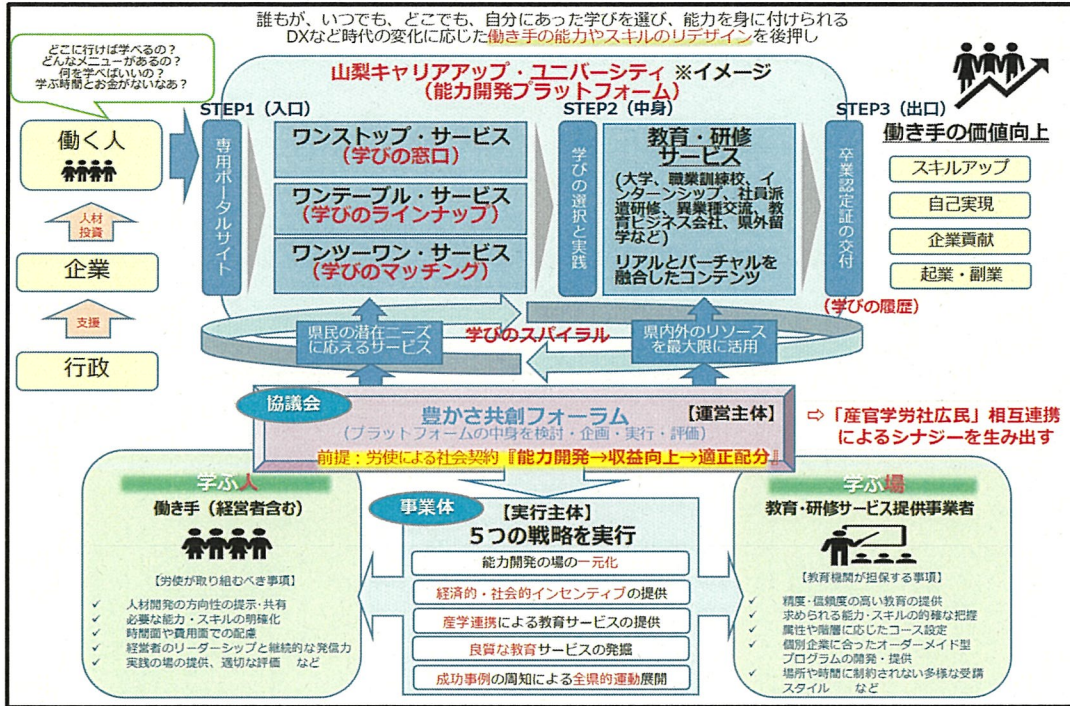 誰もが、いつでも、どこでも、自分にあった学びを選び、能力を身に付けられる
DXなど時代の変化に応じた働き手の能力やスキルのリデザインを後押し
どこに行けば学べるの？
どんなメニューがあるの？
何を学べばいいの？
学ぶ時間とお金がないなあ？
山梨キャリアアップ・ユニバーシティ ※イメージ
(能力開発プラットフォーム)
STEP1（入口）
STEP2（中身）
STEP3（出口）
働く人
人材
投資
企業
支援
行政
専用ポータルサイト
ワンストップ・サービス
(学びの窓口)
ワンテーブル・サービス
(学びのラインナップ)
ワンツーワン・サービス
(学びのマッチング)
学びの選択と実践
教育・研修
サービス
(大学、職業訓練校、イ
ンターンシップ、社員派
遣研修、異業種交流、教
育ビジネス会社、県外留
学など)
リアルとバーチャルを
融合したコンテンツ
卒業認定証の交付
(学びの履歴)
働き手の価値向上
スキルアップ
自己実現
企業貢献
起業・副業
県民の潜在ニーズ
に応えるサービス
学びのスパイラル
県内外のリソース
を最大限に活用
協議会
豊かさ共創フォーラム
【運営主体】
(プラットフォームの中身を検討・企画・実行・評価)
前提：労使による社会契約『能力開発→収益向上→適正配分』
⇨「産官学労社広民」相互連携
によるシナジーを生み出す
学ぶ人
働き手（経営者含む）
【労使が取り組むべき事項】
✓ 人材開発の方向性の提示・共有
✓ 必要な能力・スキルの明確化
✓ 時間面や費用面での配慮
✓ 経営者のリーダーシップと継続的な発信力
✓ 実践の場の提供、適切な評価 など
事業体
【実行主体】
５つの戦略を実行
能力開発の場の一元化
経済的・社会的インセンティブの提供
産学連携による教育サービスの提供
良質な教育サービスの発掘
成功事例の周知による全県的運動展開
学ぶ場
教育・研修サービス提供事業者
【教育機関が担保する事項】
✓ 精度・信頼度の高い教育の提供
✓ 求められる能力・スキルの的確な把握
✓ 属性や階層に応じたコース設定
✓ 個別企業に合ったオーダーメイド型
プログラムの開発・提供
✓ 場所や時間に制約されない多様な受講
スタイル など